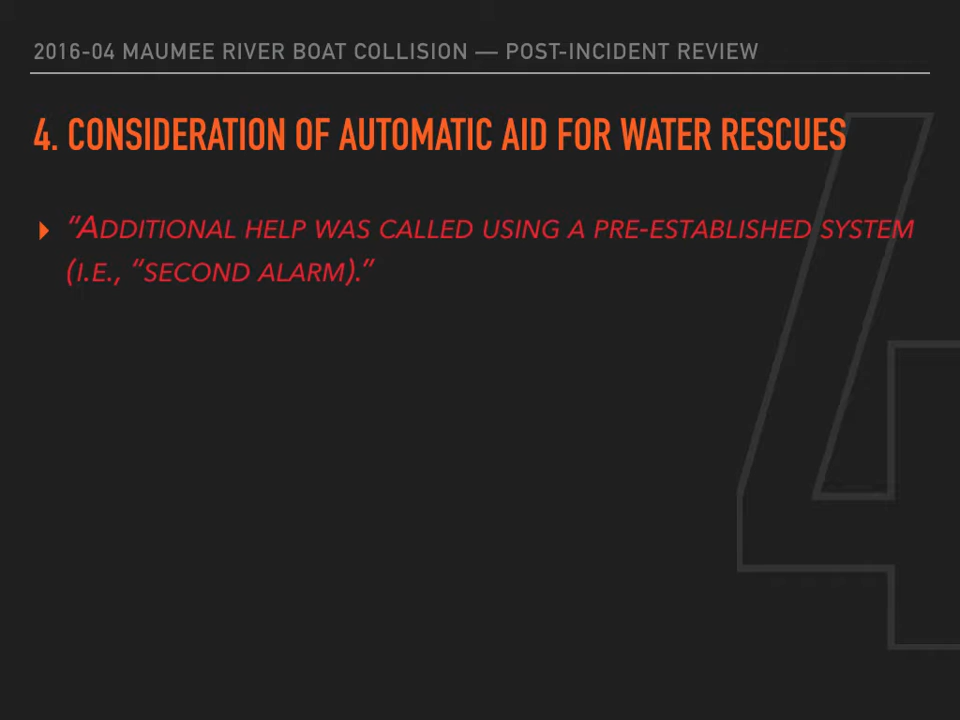 2016-04 MAUMEE RIVER BOAT COLLISION — POST-INCIDENT REVIEW
4. CONSIDERATION OF AUTOMATIC AID FOR WATER RESCUES
▸ “ADDITIONAL HELP WAS CALLED USING A PRE-ESTABLISHED SYSTEM
(I.E., “SECOND ALARM).”
4